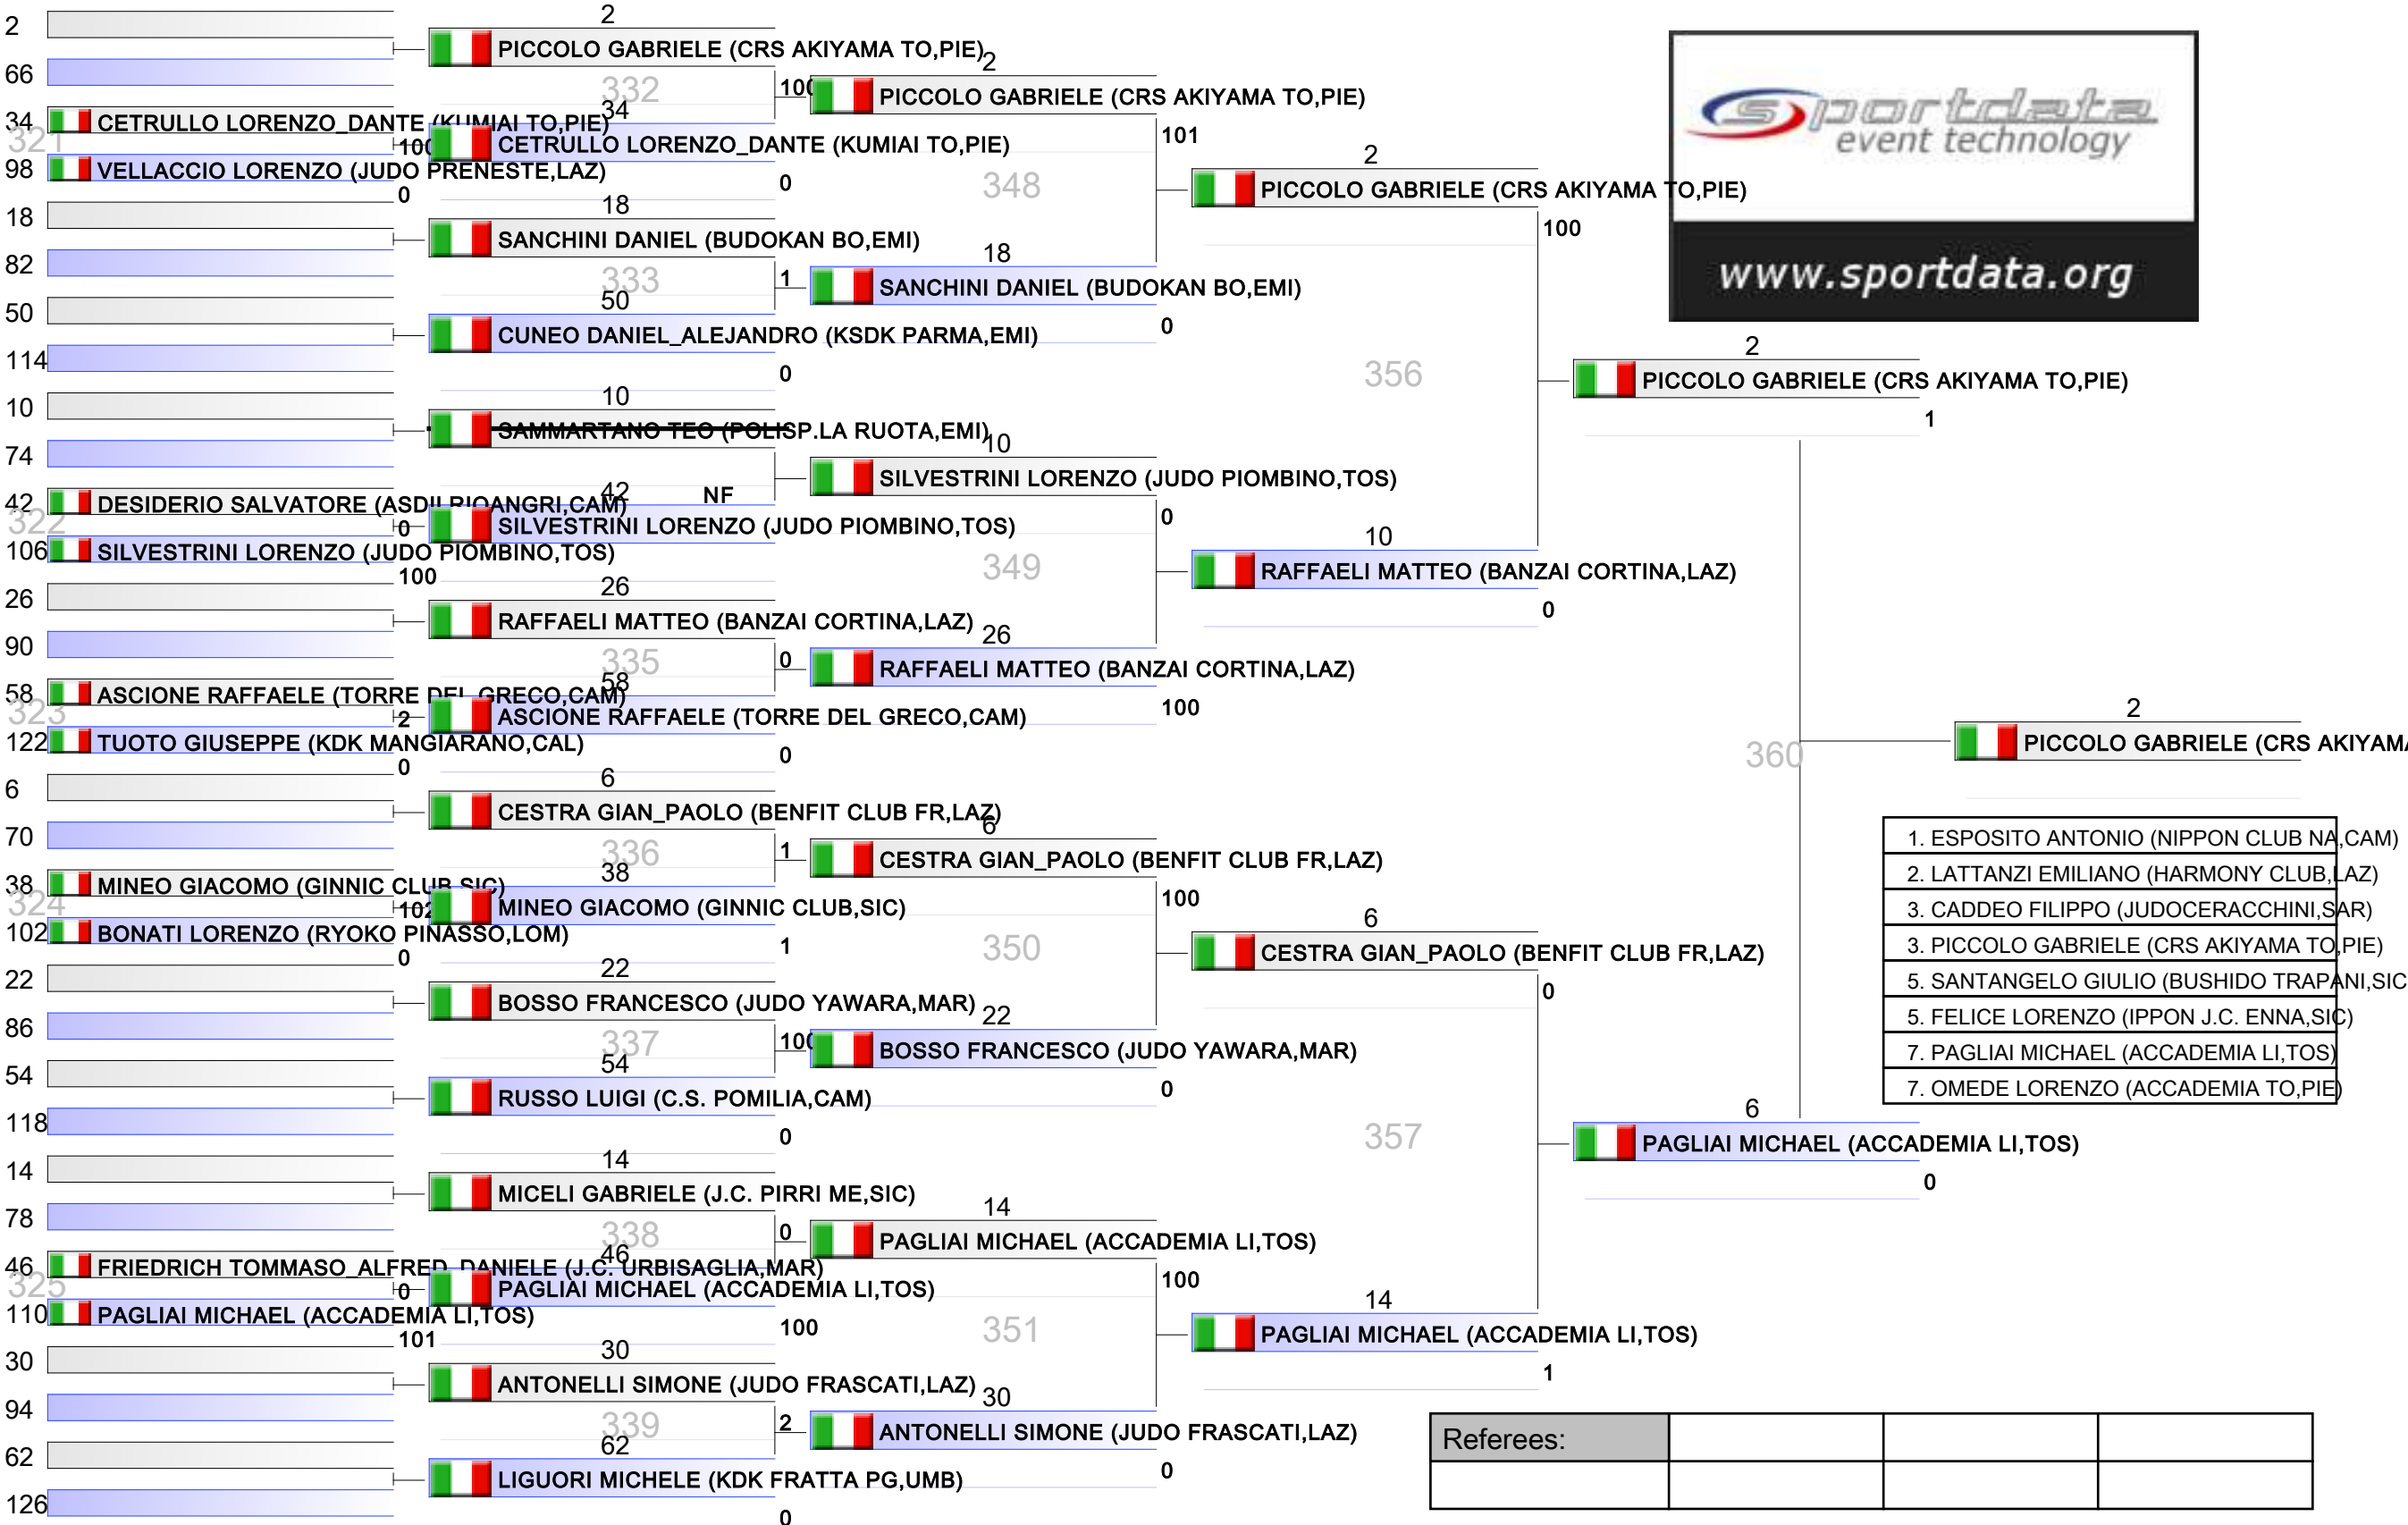 2
66
34
CETRULLO LORENZO_DANTE (KUMIAI TO,PIE)
321
100
98
VELLACCIO LORENZO (JUDO PRENESTE,LAZ)
0
18
82
50
114
10
74
42
DESIDERIO SALVATORE (ASDILRIOANGRI,CAM)
322
0
106
SILVESTRINI LORENZO (JUDO PIOMBINO,TOS)
100
26
90
58
ASCIONE RAFFAELE (TORRE DEL GRECO,CAM)
323
2
122
TUOTO GIUSEPPE (KDK MANGIARANO,CAL)
0
6
70
38
MINEO GIACOMO (GINNIC CLUB,SIC)
324
102
102
BONATI LORENZO (RYOKO PINASSO,LOM)
0
22
86
54
118
14
78
46
FRIEDRICH TOMMASO_ALFRED_DANIELE (J.C. URBISAGLIA,MAR)
325
0
110
PAGLIAI MICHAEL (ACCADEMIA LI,TOS)
101
30
94
62
126
2
PICCOLO GABRIELE (CRS AKIYAMA TO,PIE)
332
100
34
CETRULLO LORENZO_DANTE (KUMIAI TO,PIE)
0
18
SANCHINI DANIEL (BUDOKAN BO,EMI)
333
1
50
CUNEO DANIEL_ALEJANDRO (KSDK PARMA,EMI)
0
10
SAMMARTANO TEO (POLISP.LA RUOTA,EMI)
42
NF
SILVESTRINI LORENZO (JUDO PIOMBINO,TOS)
26
RAFFAELI MATTEO (BANZAI CORTINA,LAZ)
335
0
58
ASCIONE RAFFAELE (TORRE DEL GRECO,CAM)
0
6
CESTRA GIAN_PAOLO (BENFIT CLUB FR,LAZ)
336
1
38
MINEO GIACOMO (GINNIC CLUB,SIC)
1
22
BOSSO FRANCESCO (JUDO YAWARA,MAR)
337
100
54
RUSSO LUIGI (C.S. POMILIA,CAM)
0
14
MICELI GABRIELE (J.C. PIRRI ME,SIC)
338
0
46
PAGLIAI MICHAEL (ACCADEMIA LI,TOS)
100
30
ANTONELLI SIMONE (JUDO FRASCATI,LAZ)
339
2
62
LIGUORI MICHELE (KDK FRATTA PG,UMB)
0
2
PICCOLO GABRIELE (CRS AKIYAMA TO,PIE)
101
348
18
SANCHINI DANIEL (BUDOKAN BO,EMI)
0
10
SILVESTRINI LORENZO (JUDO PIOMBINO,TOS)
0
349
26
RAFFAELI MATTEO (BANZAI CORTINA,LAZ)
100
6
CESTRA GIAN_PAOLO (BENFIT CLUB FR,LAZ)
100
350
22
BOSSO FRANCESCO (JUDO YAWARA,MAR)
0
14
PAGLIAI MICHAEL (ACCADEMIA LI,TOS)
100
351
30
ANTONELLI SIMONE (JUDO FRASCATI,LAZ)
0
2
PICCOLO GABRIELE (CRS AKIYAMA TO,PIE)
100
356
10
RAFFAELI MATTEO (BANZAI CORTINA,LAZ)
0
6
CESTRA GIAN_PAOLO (BENFIT CLUB FR,LAZ)
0
357
14
PAGLIAI MICHAEL (ACCADEMIA LI,TOS)
1
sportdata
event technology
www.sportdata.org
2
PICCOLO GABRIELE (CRS AKIYAMA TO,PIE)
1
360
6
PAGLIAI MICHAEL (ACCADEMIA LI,TOS)
0
2
PICCOLO GABRIELE (CRS AKIYAMA
1. ESPOSITO ANTONIO (NIPPON CLUB NA,CAM)
2. LATTANZI EMILIANO (HARMONY CLUB,LAZ)
3. CADDEO FILIPPO (JUDOCERACCHINI,SAR)
3. PICCOLO GABRIELE (CRS AKIYAMA TO,PIE)
5. SANTANGELO GIULIO (BUSHIDO TRAPANI,SIC
5. FELICE LORENZO (IPPON J.C. ENNA,SIC)
7. PAGLIAI MICHAEL (ACCADEMIA LI,TOS)
7. OMEDE LORENZO (ACCADEMIA TO,PIE)
Referees: